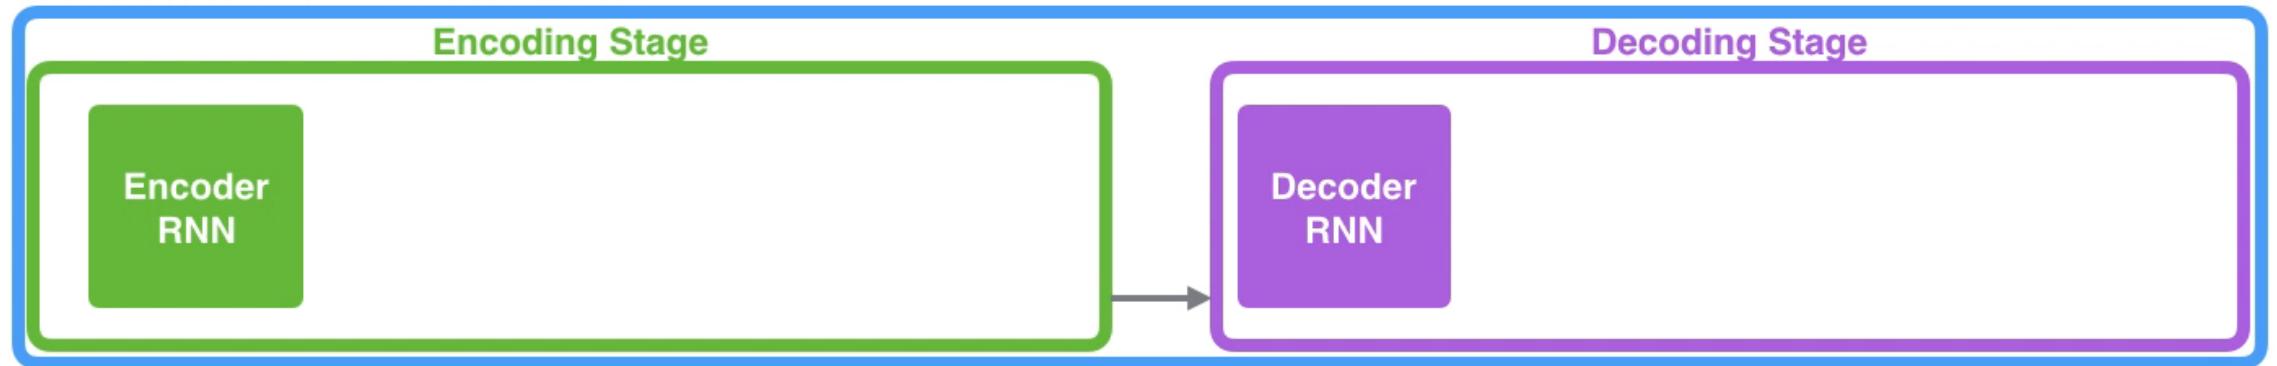 Encoding Stage
Decoding Stage
Encoder
RNN
Decoder
RNN